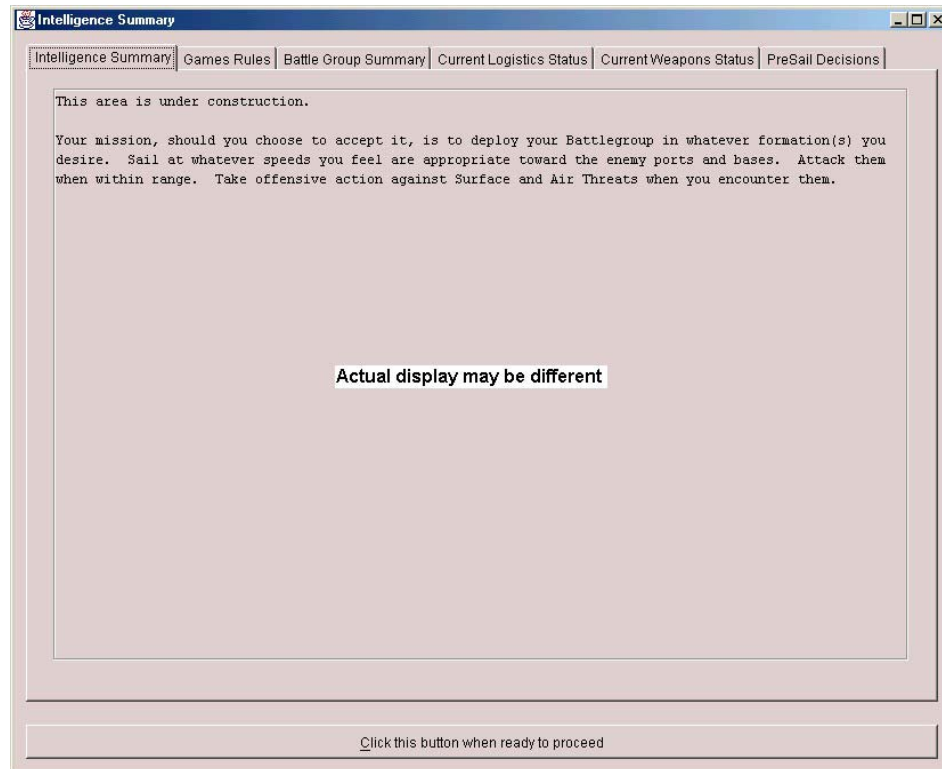 Intelligence Summary
Intelligence Summary Games Rules Battle Group Summary Current Logistics Status Current Weapons Status PreSail Decisions
This area is under construction.
Your mission, should you choose to accept it, is to deploy your Battlegroup in whatever formation(s) you
desire. Sail at whatever speeds you feel are appropriate toward the enemy ports and bases. Attack them
when within range. Take offensive action against Surface and Air Threats when you encounter them.
Actual display may be different
Click this button when ready to proceed